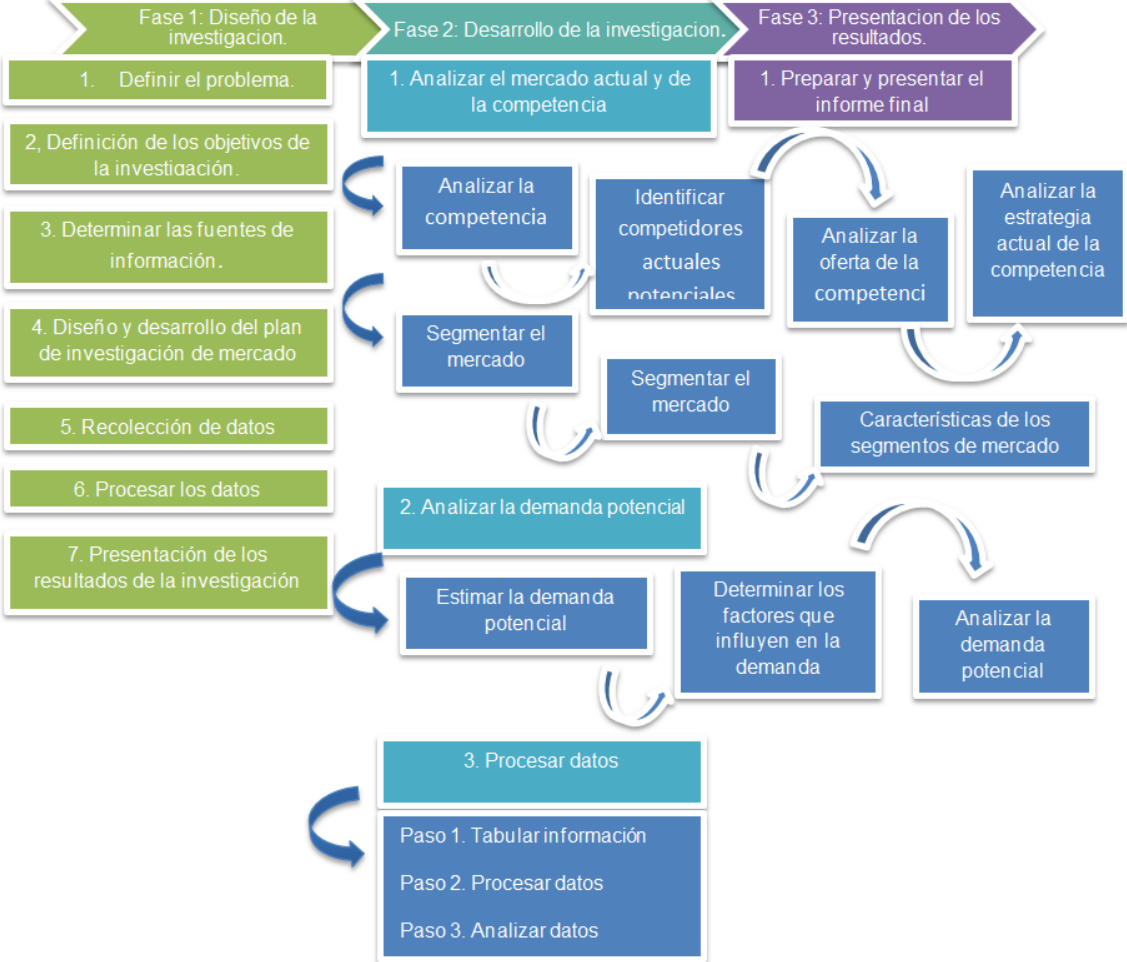 Fase 1: Diseño de la
investigacion.
Fase 2: Desarrollo de la investigacion.
Fase 3: Presentacion de los
resultados.
1. Definir el problema.
2, Definición de los objetivos de
la investigación.
3. Determinar las fuentes de
información.
4. Diseño y desarrollo del plan
de investigación de mercado
5. Recolección de datos
6. Procesar los datos
7. Presentación de los
resultados de la investigación
1. Analizar el mercado actual y de
la competencia
1. Preparar y presentar el
informe final
Analizar la
competencia
Identificar
competidores
actuales
potenciales
Analizar la
oferta de la
competenci
Analizar la
estrategia
actual de la
competencia
Segmentar el
mercado
Segmentar el
mercado
Características de los
segmentos de mercado
2. Analizar la demanda potencial
Estimar la demanda
potencial
Determinar los
factores que
influyen en la
demanda
Analizar la
demanda
potencial
3. Procesar datos
Paso 1. Tabular información
Paso 2. Procesar datos
Paso 3. Analizar datos